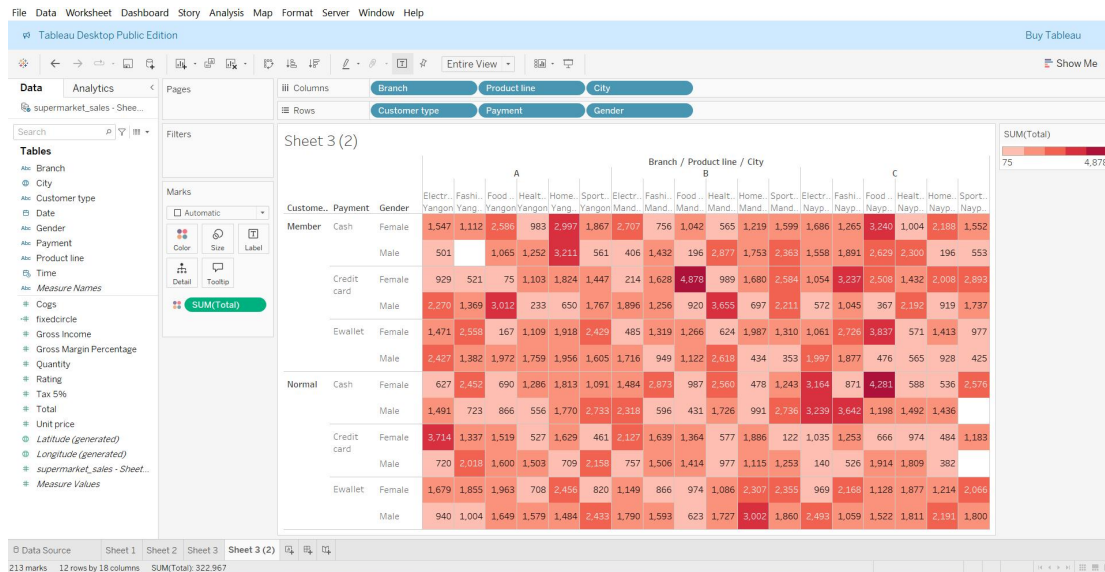 File Data Worksheet Dashboard Story Analysis Map Format Server Window Help
Tableau Desktop Public Edition Buy Tableau
Entire View Show Me
Data Analytics Pages iii Columns Branch Product line City
supermarket_sales - Shee... Rows Customer type Payment Gender
Search Filters Sheet 3 (2) SUM(Total)
75 4,878
Tables
Abc Branch
City
Abc Customer type
Date
Abc Gender
Abc Payment
Abc Product line
Time
Abc Measure Names
# Cogs
# fixedcircle
# Gross Income
# Gross Margin Percentage
# Quantity
# Rating
# Tax 5%
# Total
# Unit price
Latitude (generated)
Longitude (generated)
# supermarket_sales - Sheet...
# Measure Values
Marks
Automatic
Color Size Label
Detail Tooltip
SUM(Total)
Branch / Product line / City
A B C
Electr.. Fashi.. Food .. Healt.. Home.. Sport.. Electr.. Fashi.. Food .. Healt.. Home.. Sport.. Electr.. Fashi.. Food .. Healt.. Home.. Sport..
Custome.. Payment Gender Yangon Yang.. Yangon Yangon Yang.. Yangon Mand.. Mand.. Mand.. Mand.. Mand.. Mand.. Nayp.. Nayp.. Nayp.. Nayp.. Nayp.. Nayp..
Member Cash Female 1,547 1,112 2,586 983 2,997 1,867 2,707 756 1,042 565 1,219 1,599 1,686 1,265 3,240 1,004 2,188 1,552
Male 501 1,065 1,252 3,211 561 406 1,432 196 2,877 1,753 2,363 1,558 1,891 2,629 2,300 196 553
Credit card Female 929 521 75 1,103 1,824 1,447 214 1,628 4,878 989 1,680 2,584 1,054 3,237 2,508 1,432 2,008 2,893
Male 2,270 1,369 3,012 233 650 1,767 1,896 1,256 920 3,655 697 2,211 572 1,045 367 2,192 919 1,737
Ewallet Female 1,471 2,558 167 1,109 1,918 2,429 485 1,319 1,266 624 1,987 1,310 1,061 2,726 3,837 571 1,413 977
Male 2,427 1,382 1,972 1,759 1,956 1,605 1,716 949 1,122 2,618 434 353 1,997 1,877 476 565 928 425
Normal Cash Female 627 2,452 690 1,286 1,813 1,091 1,484 2,873 987 2,560 478 1,243 3,164 871 4,281 588 536 2,576
Male 1,491 723 866 556 1,770 2,733 2,318 596 431 1,726 991 2,736 3,239 3,642 1,198 1,492 1,436
Credit card Female 3,714 1,337 1,519 527 1,629 461 2,127 1,639 1,364 577 1,886 122 1,035 1,253 666 974 484 1,183
Male 720 2,018 1,600 1,503 709 2,158 757 1,506 1,414 977 1,115 1,253 140 526 1,914 1,809 382
Ewallet Female 1,679 1,855 1,963 708 2,456 820 1,149 866 974 1,086 2,307 2,355 969 2,168 1,128 1,877 1,214 2,066
Male 940 1,004 1,649 1,579 1,484 2,433 1,790 1,593 623 1,727 3,002 1,860 2,493 1,059 1,522 1,811 2,191 1,800
Data Source Sheet 1 Sheet 2 Sheet 3 Sheet 3 (2)
213 marks 12 rows by 18 columns SUM(Total): 322,967